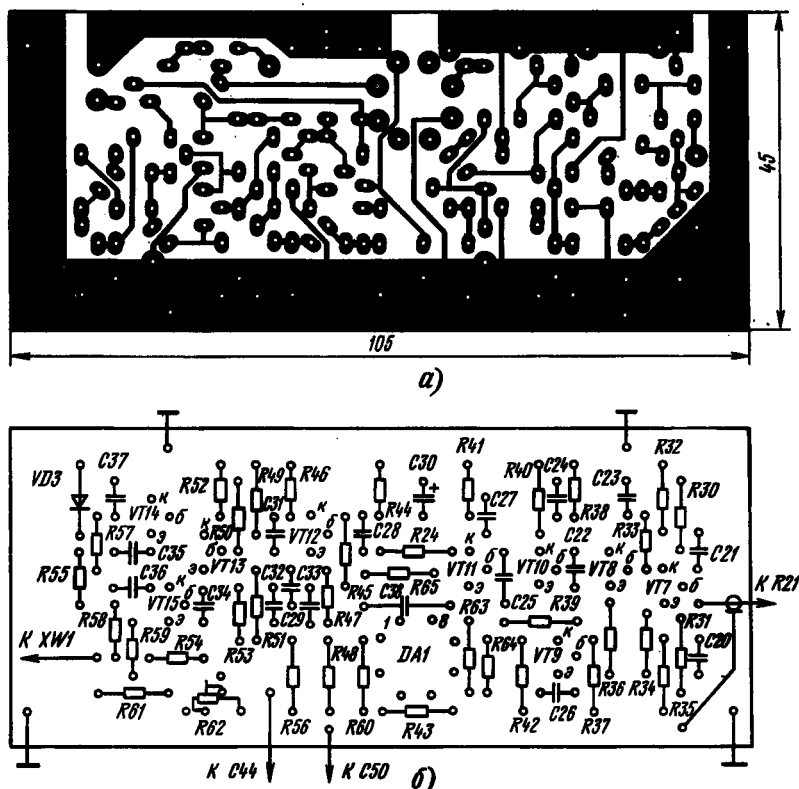 45
105
а)
VD3
C37
R52
R49
R46
C30
R41
R40
C24
C23
R32
R30
VT14
к
б
э
R57
C35
R50
C31
VT12
R44
C28
R24
C27
R38
C22
R33
C21
VT13
C36
R55
VT15
C34
C32
C33
R45
R65
C38
VT11
VT10
VT8
VT7
К R21
R58
R59
R54
R53
R51
C29
R47
1
8
R63
C25
R39
R31
C20
К XW1
R48
DA1
R64
VT9
R36
R34
R61
R62
R56
R60
R43
R42
C26
R37
R35
К C44
К C50
б)